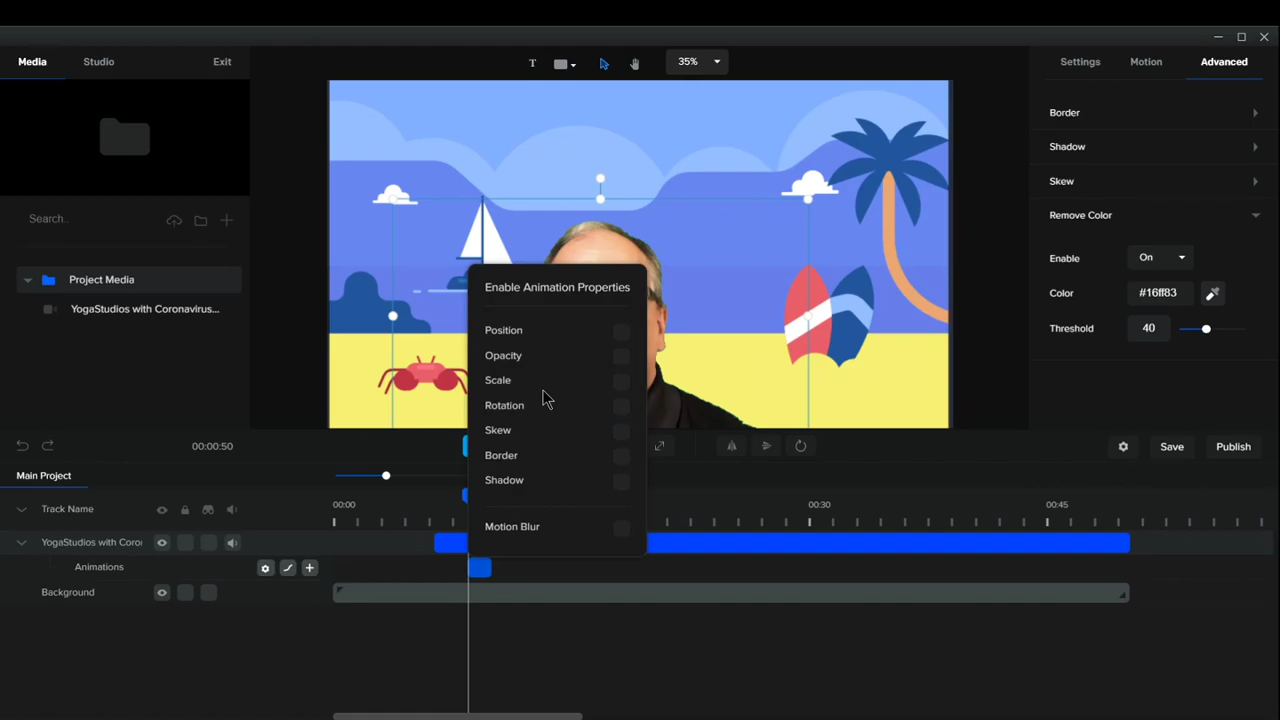 Media
Studio
Exit
T
35%
Settings
Motion
Advanced
Border
Shadow
Skew
Remove Color
Enable
On
Color
#16ff83
Threshold
40
Search..
Project Media
YogaStudios with Coronavirus...
Enable Animation Properties
Position
Opacity
Scale
Rotation
Skew
Border
Shadow
Motion Blur
00:00:50
Save
Publish
Main Project
Track Name
00:00
00:30
00:45
YogaStudios with Coron
Animations
Background